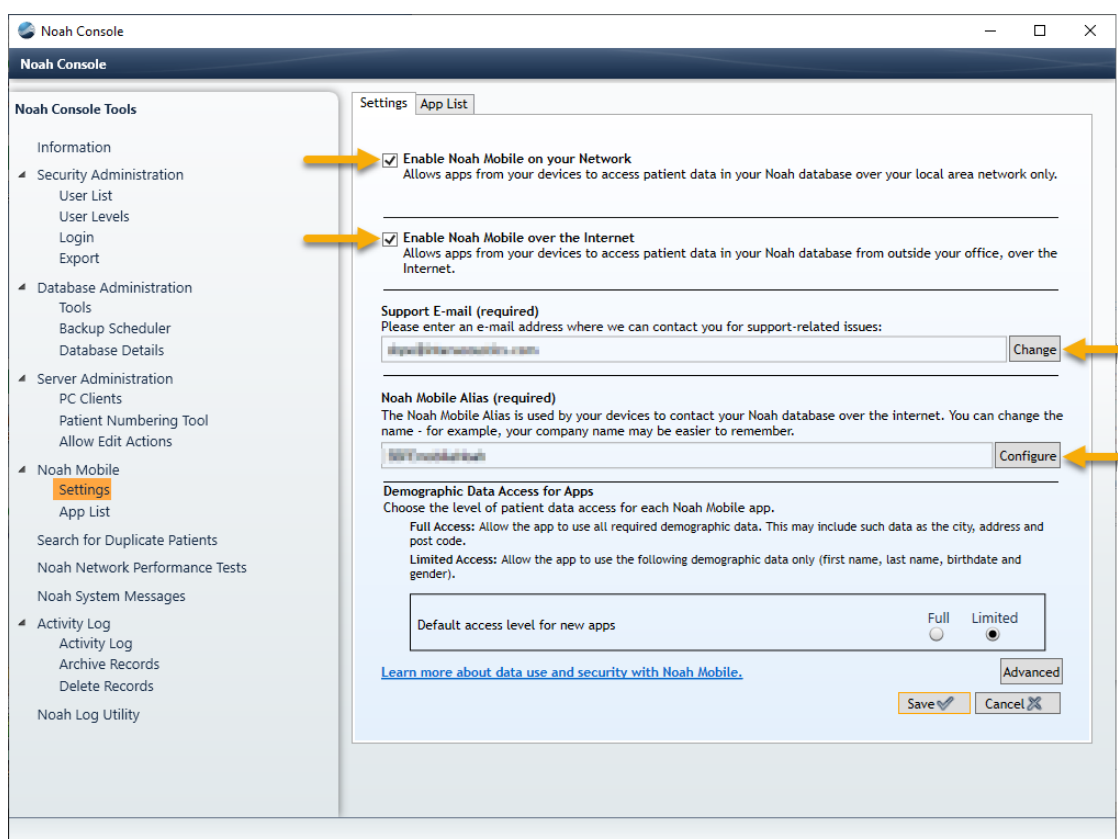 Noah Console
Noah Console
Noah Console Tools
Information
Security Administration
User List
User Levels
Login
Export
Database Administration
Tools
Backup Scheduler
Database Details
Server Administration
PC Clients
Patient Numbering Tool
Allow Edit Actions
Noah Mobile
Settings
App List
Search for Duplicate Patients
Noah Network Performance Tests
Noah System Messages
Activity Log
Activity Log
Archive Records
Delete Records
Noah Log Utility
Settings App List
Enable Noah Mobile on your Network
Allows apps from your devices to access patient data in your Noah database over your local area network only.
Enable Noah Mobile over the Internet
Allows apps from your devices to access patient data in your Noah database from outside your office, over the
Internet.
Support E-mail (required)
Please enter an e-mail address where we can contact you for support-related issues:
Change
Noah Mobile Alias (required)
The Noah Mobile Alias is used by your devices to contact your Noah database over the internet. You can change the
name - for example, your company name may be easier to remember.
Configure
Demographic Data Access for Apps
Choose the level of patient data access for each Noah Mobile app.
Full Access: Allow the app to use all required demographic data. This may include such data as the city, address and
post code.
Limited Access: Allow the app to use the following demographic data only (first name, last name, birthdate and
gender).
Full Limited
Default access level for new apps
Learn more about data use and security with Noah Mobile.
Advanced
Save Cancel